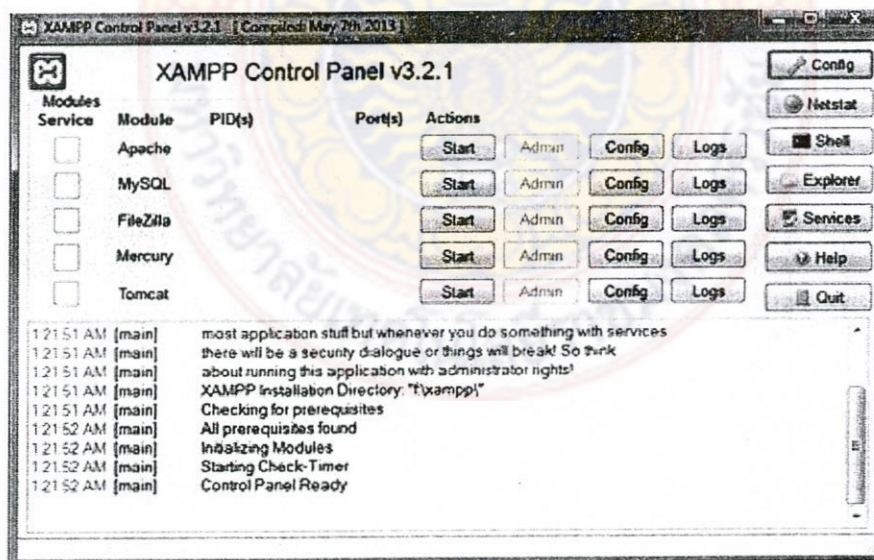 XAMPP Control Panel v3.2.1 [Compiled: May 7th 2013]
XAMPP Control Panel v3.2.1
Config
Modules
Service Module PID(s) Port(s) Actions
Netstat
Apache Start Admin Config Logs
Shell
MySQL Start Admin Config Logs
Explorer
FileZilla Start Admin Config Logs
Services
Mercury Start Admin Config Logs
Help
Tomcat Start Admin Config Logs
Quit
1:21:51 AM [main] most application stuff but whenever you do something with services
1:21:51 AM [main] there will be a security dialogue or things will break! So think
1:21:51 AM [main] about running this application with administrator rights!
1:21:51 AM [main] XAMPP Installation Directory: "f:\xampp\"
1:21:51 AM [main] Checking for prerequisites
1:21:52 AM [main] All prerequisites found
1:21:52 AM [main] Initializing Modules
1:21:52 AM [main] Starting Check-Timer
1:21:52 AM [main] Control Panel Ready